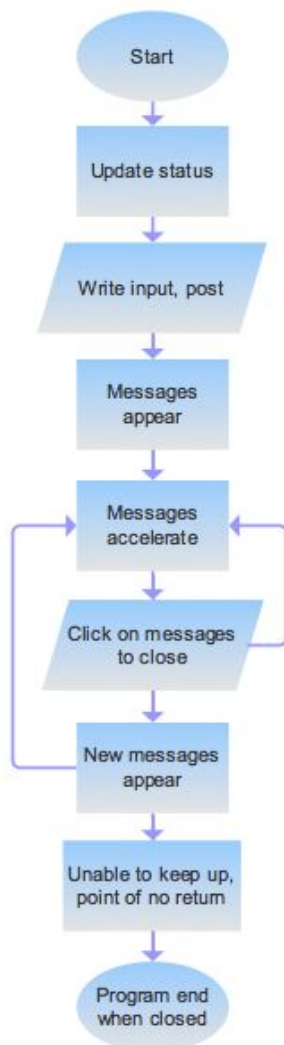 Start
Update status
Write input, post
Messages
appear
Messages
accelerate
Click on messages
to close
New messages
appear
Unable to keep up,
point of no return
Program end
when closed